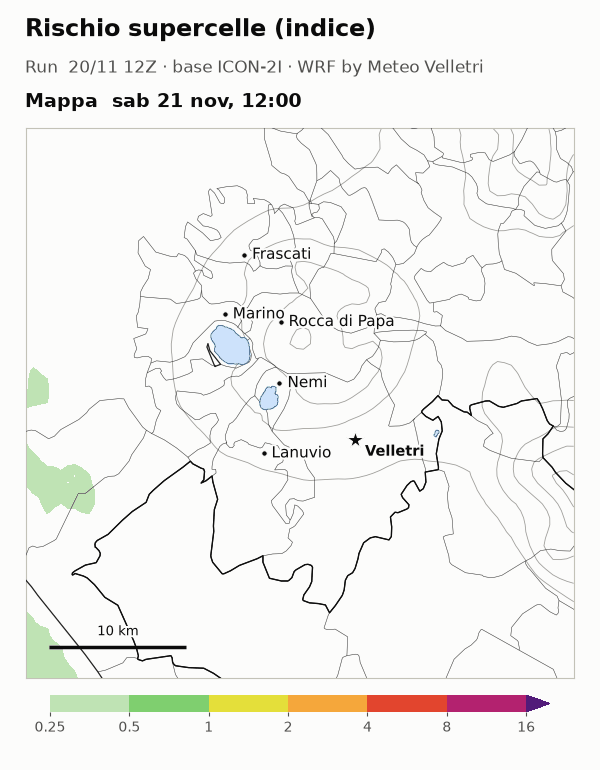 Rischio supercelle (indice)
Run  20/11 12Z · base ICON-2I · WRF by Meteo Velletri
Mappa  sab 21 nov, 12:00
Frascati
Marino
Rocca di Papa
Nemi
Velletri
Lanuvio
10 km
0.25 0.5 1 2 4 8 16